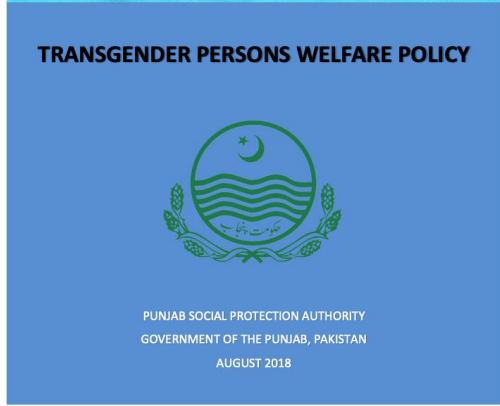 TRANSGENDER PERSONS WELFARE POLICY
حکومت پنجاب
PUNJAB SOCIAL PROTECTION AUTHORITY
GOVERNMENT OF THE PUNJAB, PAKISTAN
AUGUST 2018